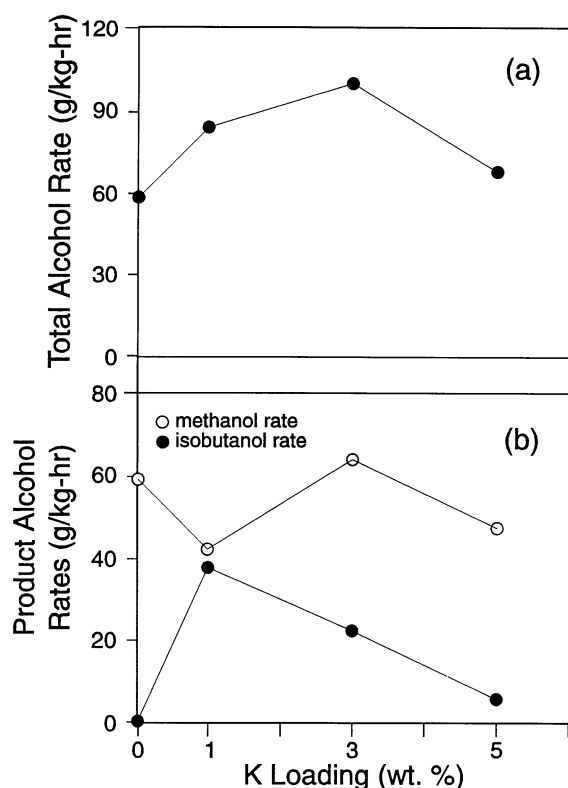 120
90
60
30
0
Total Alcohol Rate (g/kg-hr)
(a)
80
60
40
20
0
Product Alcohol
Rates (g/kg-hr)
methanol rate
isobutanol rate
(b)
0 1 3 5
K Loading (wt. %)